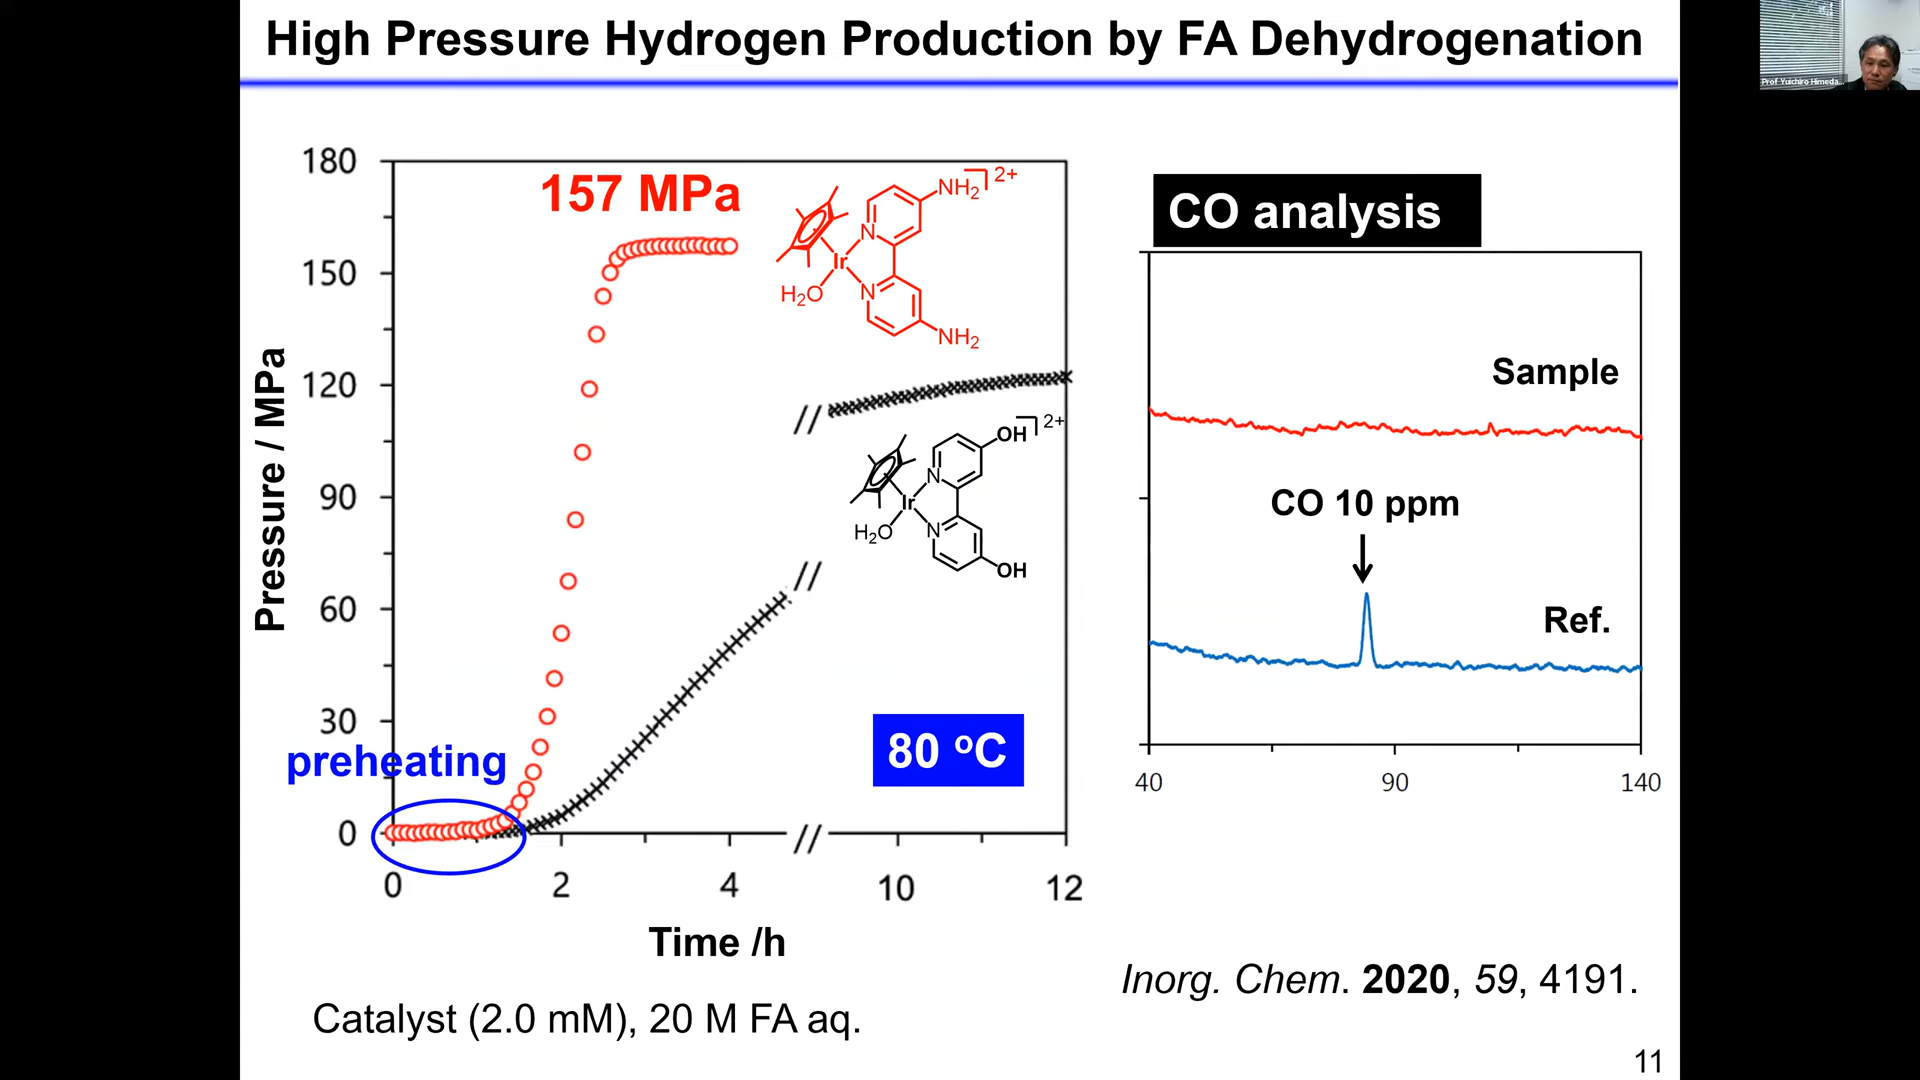 High Pressure Hydrogen Production by FA Dehydrogenation
Prof Yuichiro Himeda
180
150
120
90
60
30
0
Pressure / MPa
157 MPa
NH₂
2+
N
Ir
H₂O
N
NH₂
OH
2+
N
Ir
H₂O
N
OH
//
//
//
preheating
80 °C
0
2
4
10
12
Time /h
Catalyst (2.0 mM), 20 M FA aq.
CO analysis
Sample
CO 10 ppm
Ref.
40
90
140
Inorg. Chem. 2020, 59, 4191.
11